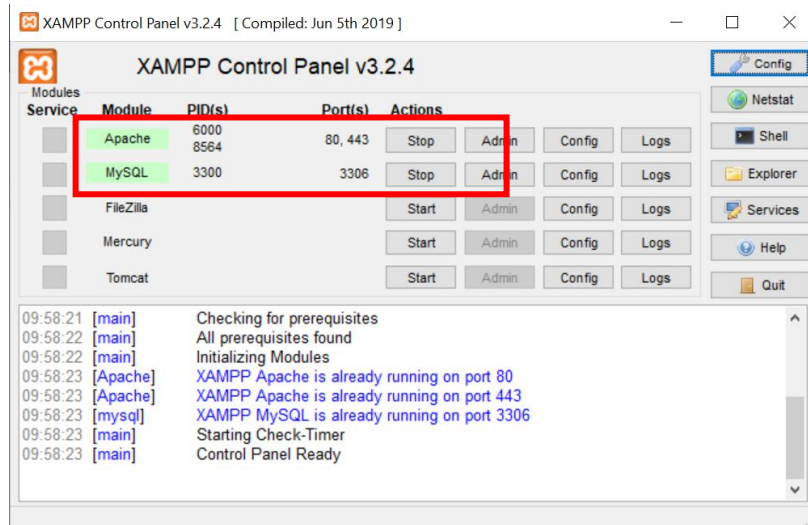 XAMPP Control Panel v3.2.4 [ Compiled: Jun 5th 2019 ]
XAMPP Control Panel v3.2.4
Config
Modules
Service Module PID(s) Port(s) Actions
Netstat
Apache 6000 8564 80, 443 Stop Admin Config Logs
Shell
MySQL 3300 3306 Stop Admin Config Logs
Explorer
FileZilla Start Admin Config Logs
Services
Mercury Start Admin Config Logs
Help
Tomcat Start Admin Config Logs
Quit
09:58:21 [main] Checking for prerequisites
09:58:22 [main] All prerequisites found
09:58:22 [main] Initializing Modules
09:58:23 [Apache] XAMPP Apache is already running on port 80
09:58:23 [Apache] XAMPP Apache is already running on port 443
09:58:23 [mysql] XAMPP MySQL is already running on port 3306
09:58:23 [main] Starting Check-Timer
09:58:23 [main] Control Panel Ready